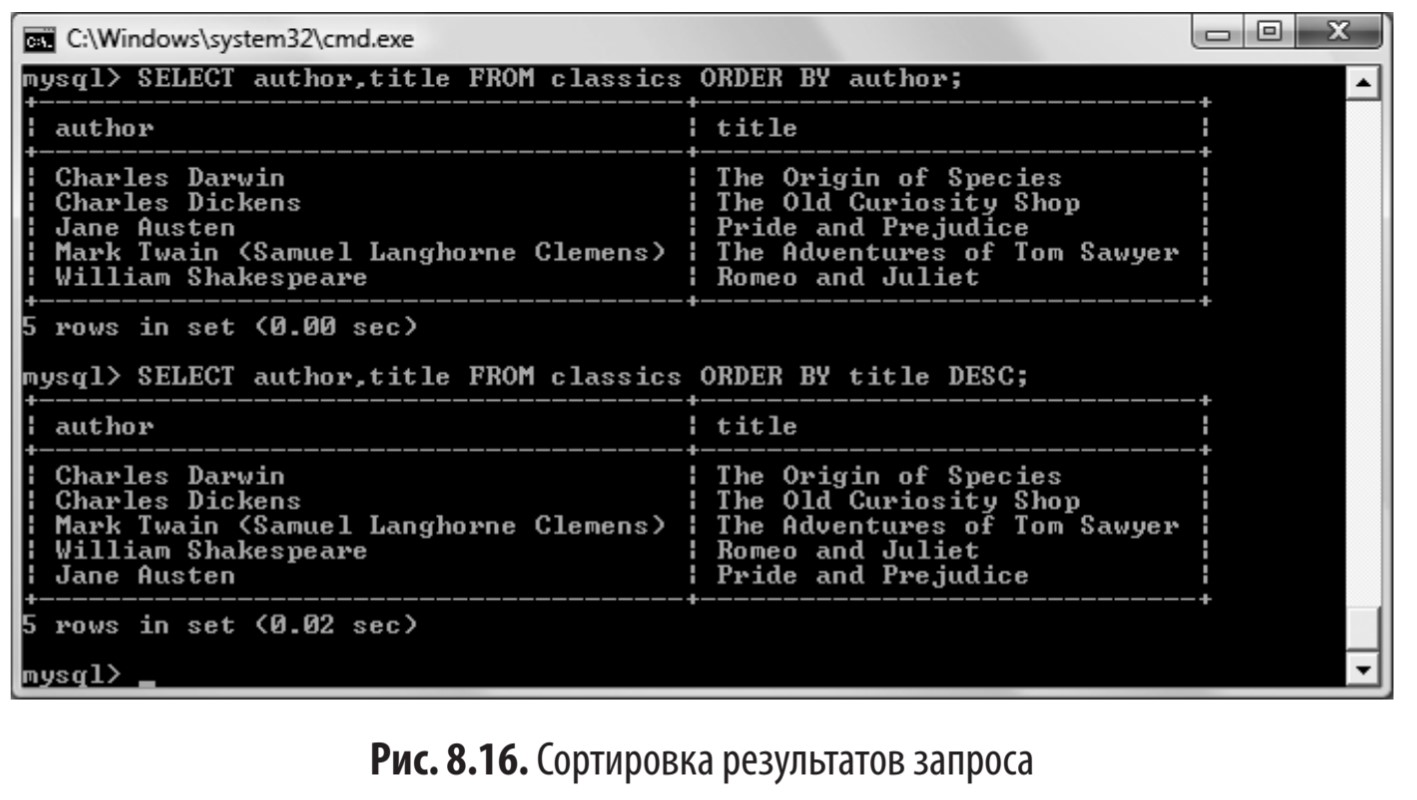 C:\Windows\system32\cmd.exe
mysql> SELECT author,title FROM classics ORDER BY author;
+---------------------------------------+------------------------------+
| author                                | title                        |
+---------------------------------------+------------------------------+
| Charles Darwin                        | The Origin of Species        |
| Charles Dickens                       | The Old Curiosity Shop       |
| Jane Austen                           | Pride and Prejudice          |
| Mark Twain (Samuel Langhorne Clemens) | The Adventures of Tom Sawyer |
| William Shakespeare                   | Romeo and Juliet             |
+---------------------------------------+------------------------------+
5 rows in set (0.00 sec)
mysql> SELECT author,title FROM classics ORDER BY title DESC;
+---------------------------------------+------------------------------+
| author                                | title                        |
+---------------------------------------+------------------------------+
| Charles Darwin                        | The Origin of Species        |
| Charles Dickens                       | The Old Curiosity Shop       |
| Mark Twain (Samuel Langhorne Clemens) | The Adventures of Tom Sawyer |
| William Shakespeare                   | Romeo and Juliet             |
| Jane Austen                           | Pride and Prejudice          |
+---------------------------------------+------------------------------+
5 rows in set (0.02 sec)
mysql> _
Рис. 8.16. Сортировка результатов запроса